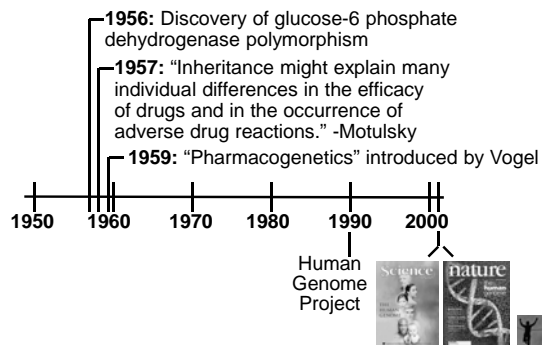 1956: Discovery of glucose-6 phosphate
dehydrogenase polymorphism
1957: “Inheritance might explain many
individual differences in the efficacy
of drugs and in the occurrence of
adverse drug reactions.” -Motulsky
1959: “Pharmacogenetics” introduced by Vogel
1950
1960
1970
1980
1990
2000
Human
Genome
Project
Science
nature
human